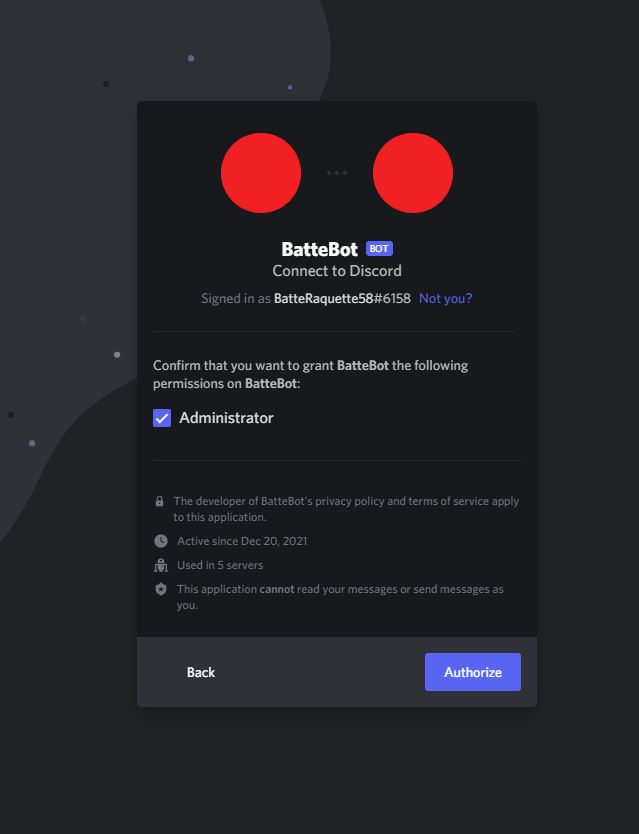 BatteBot BOT
Connect to Discord
Signed in as BatteRaquette58#6158 Not you?
Confirm that you want to grant BatteBot the following
permissions on BatteBot:
Administrator
The developer of BatteBot's privacy policy and terms of service apply
to this application.
Active since Dec 20, 2021
Used in 5 servers
This application cannot read your messages or send messages as
you.
Back Authorize